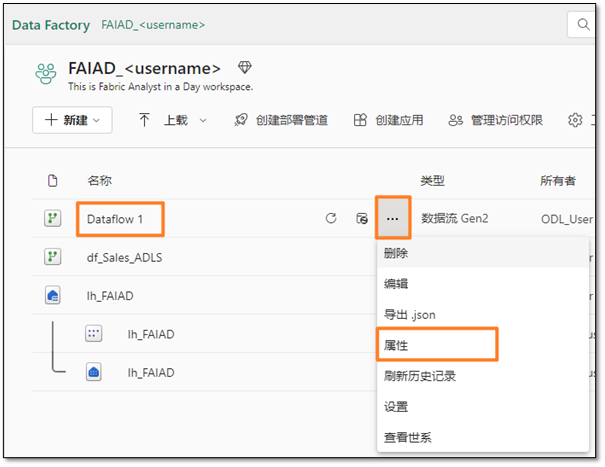 Data Factory FAIAD_<username>
FAIAD_<username>
This is Fabric Analyst in a Day workspace.
新建 上载 创建部署管道 创建应用 管理访问权限
名称 类型 所有者
Dataflow 1 ... 数据流 Gen2 ODL_User
df_Sales_ADLS
lh_FAIAD
lh_FAIAD
lh_FAIAD
删除
编辑
导出 .json
属性
刷新历史记录
设置
查看世系